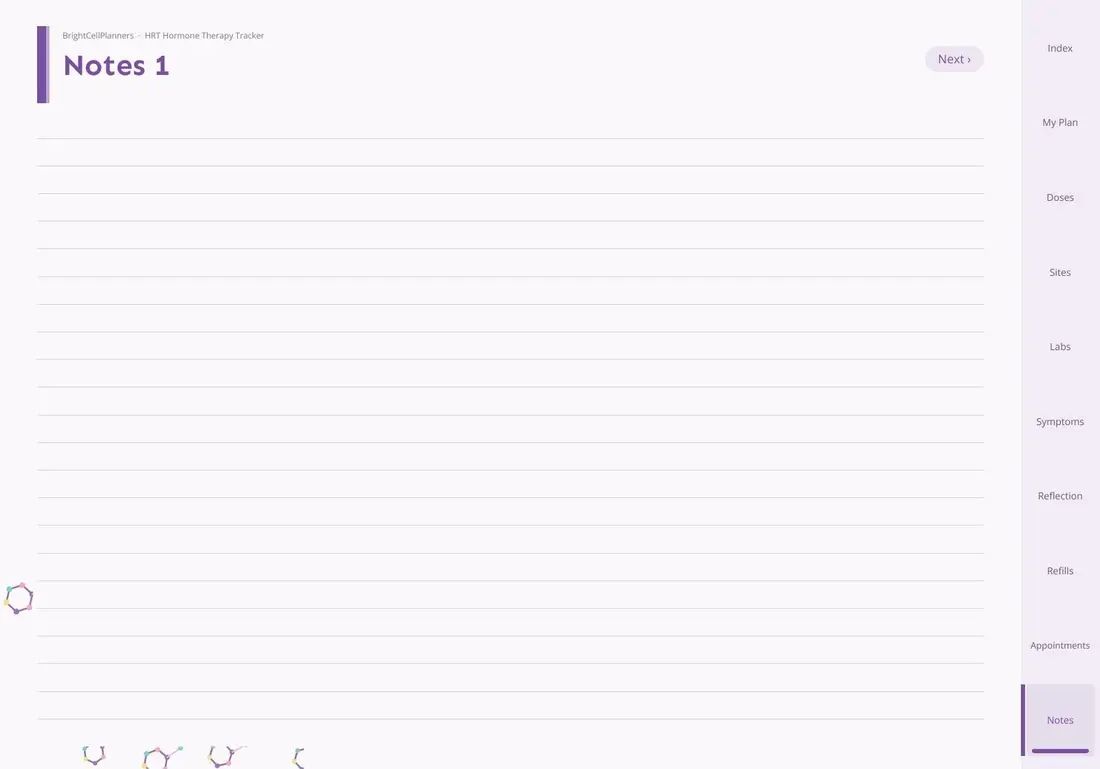 BrightCellPlanners · HRT Hormone Therapy Tracker
Notes 1
Next ›
Index
My Plan
Doses
Sites
Labs
Symptoms
Reflection
Refills
Appointments
Notes